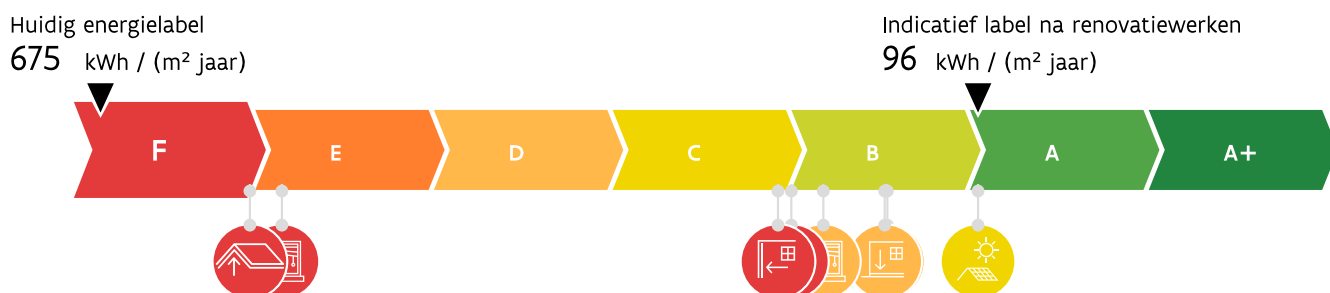 Huidig energielabel
675 kWh / (m² jaar)
Indicatief label na renovatiewerken
96 kWh / (m² jaar)
F E D C B A A+